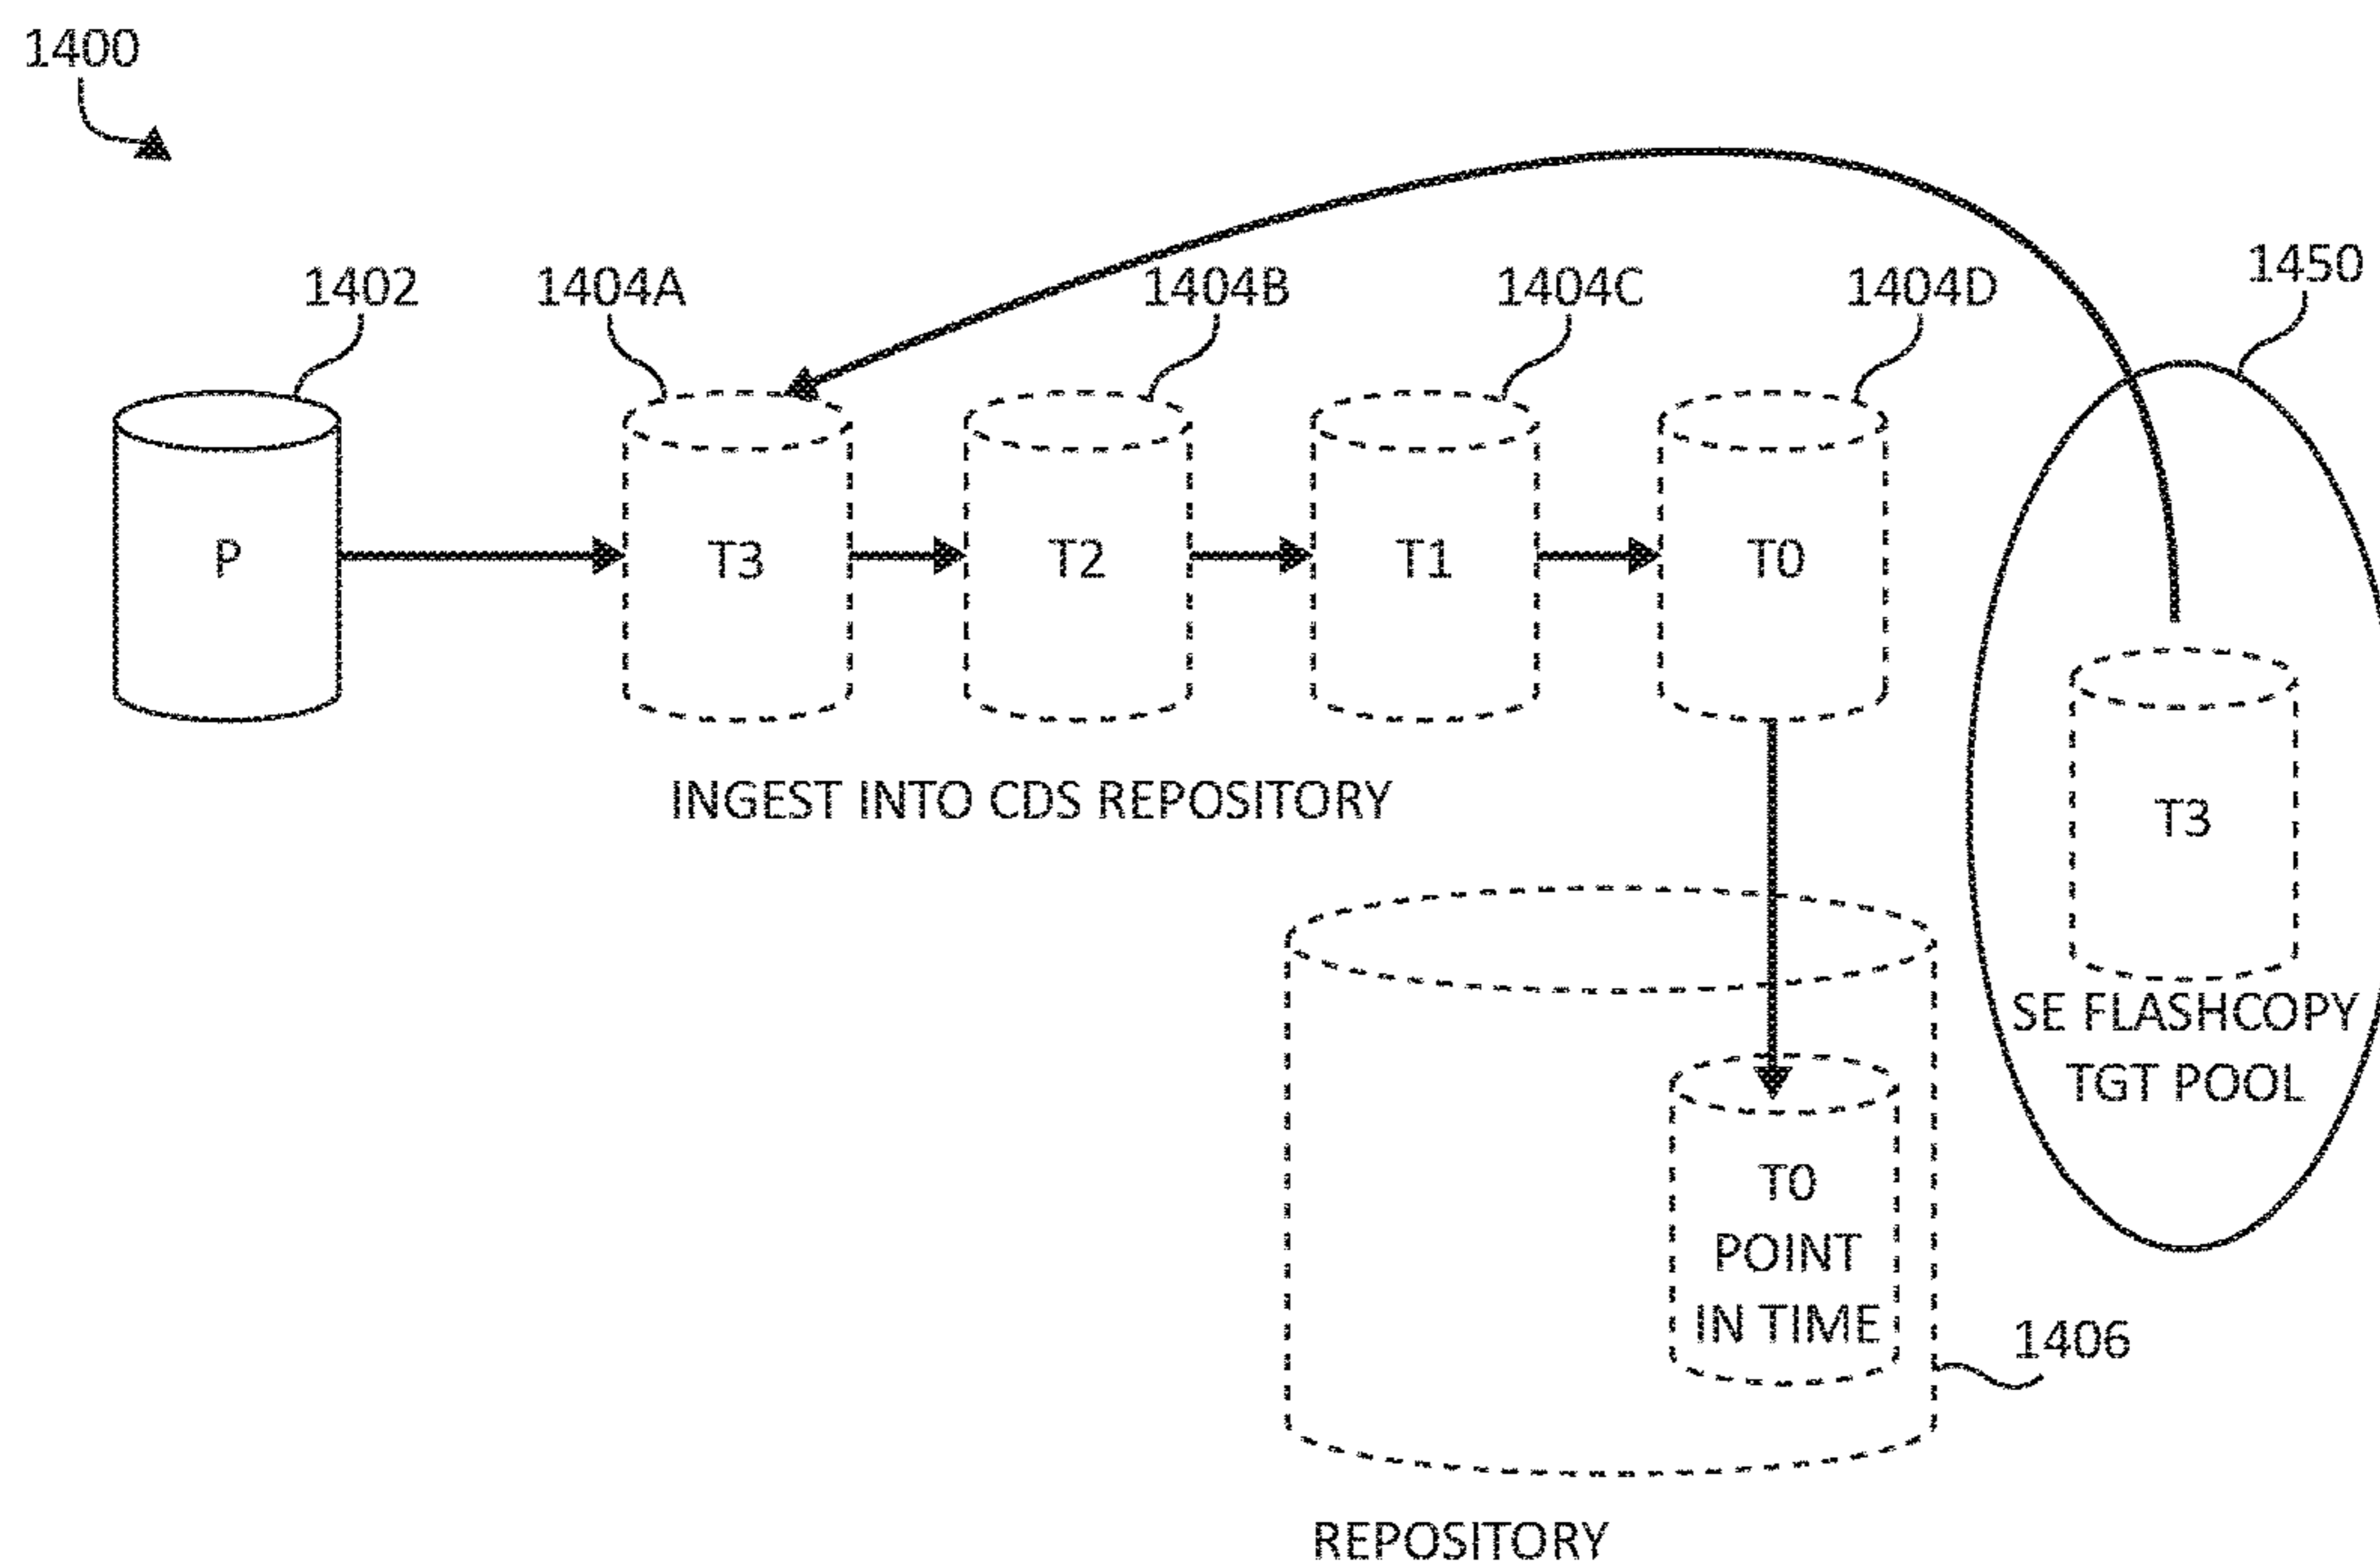 1400
1402
1404A
1404B
1404C
1404D
1450
P
T3
T2
T1
T0
INGEST INTO CDS REPOSITORY
T3
SE FLASHCOPY
TGT POOL
T0
POINT
IN TIME
1406
REPOSITORY